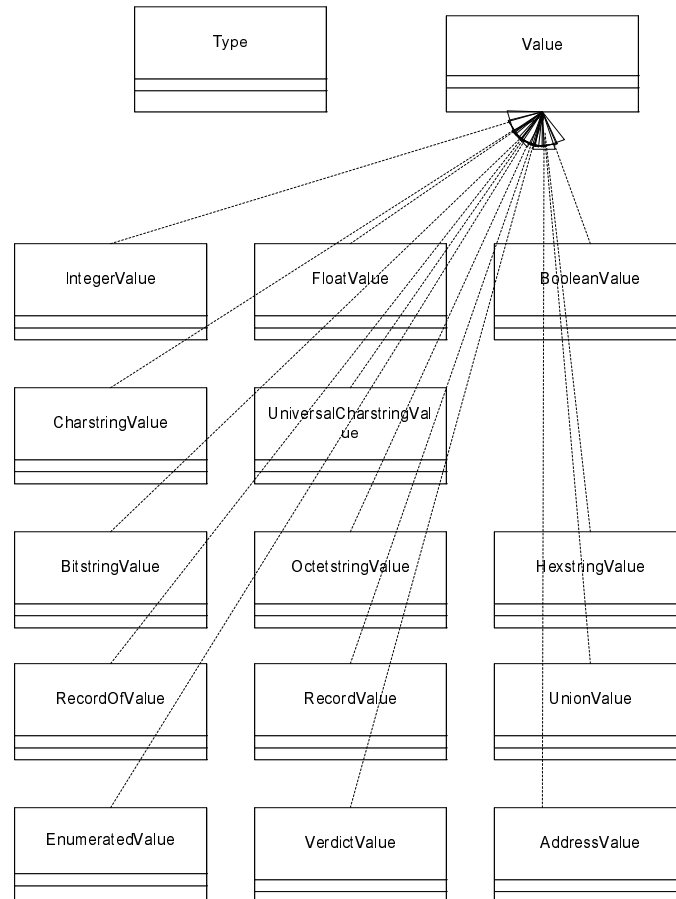 Type
Value
IntegerValue
FloatValue
BooleanValue
CharstringValue
UniversalCharstringVal
ue
BitstringValue
OctetstringValue
HexstringValue
RecordOfValue
RecordValue
UnionValue
EnumeratedValue
VerdictValue
AddressValue